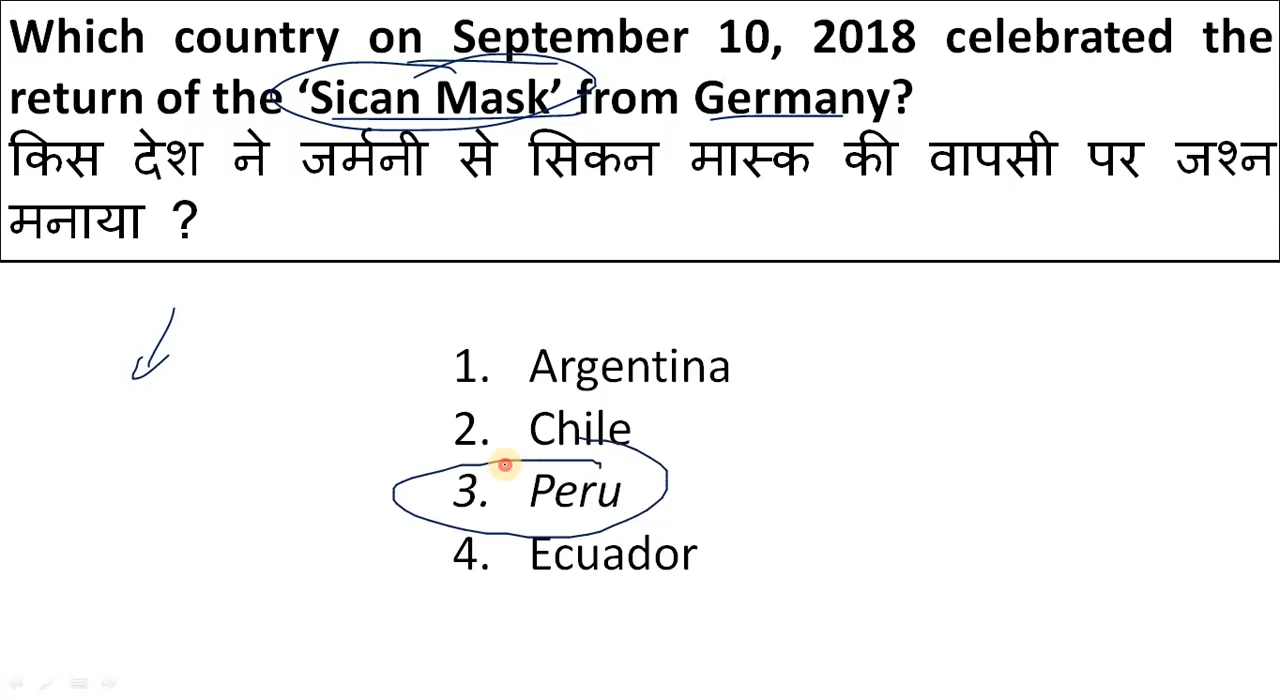 Which country on September 10, 2018 celebrated the
return of the ‘Sican Mask’ from Germany?
किस देश ने जर्मनी से सिकन मास्क की वापसी पर जश्न
मनाया ?
1. Argentina
2. Chile
3. Peru
4. Ecuador